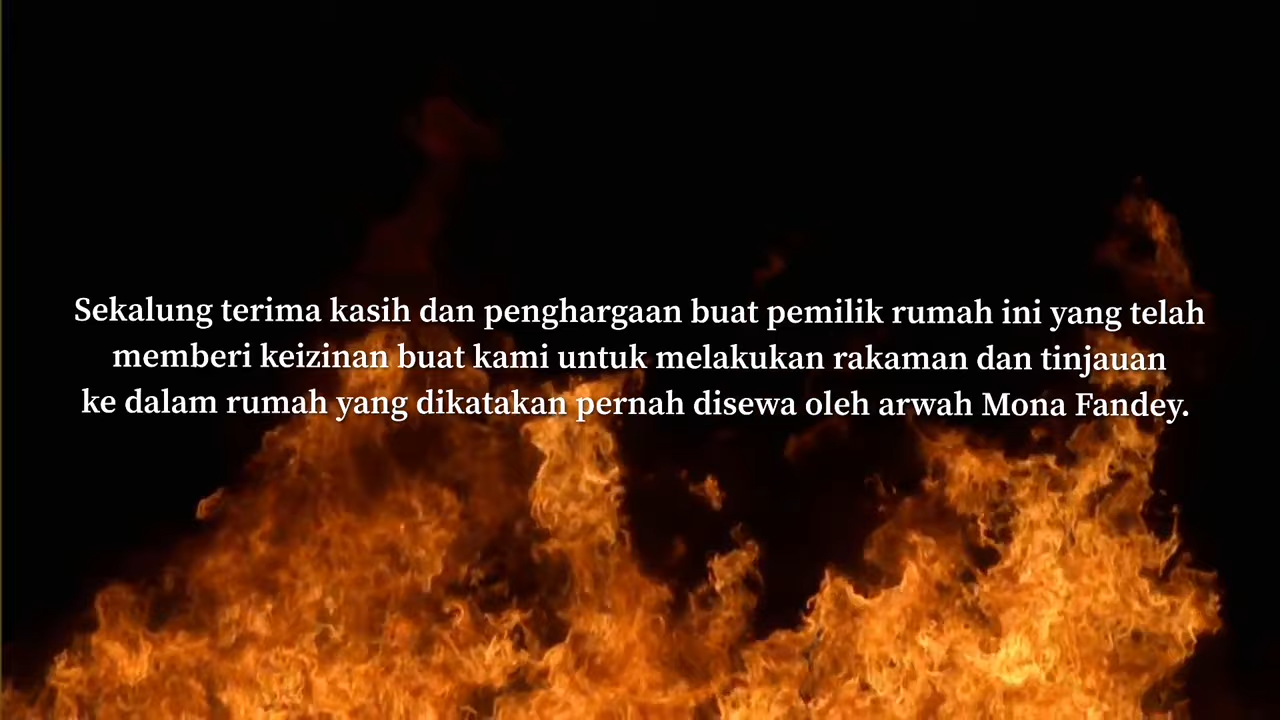 Sekalung terima kasih dan penghargaan buat pemilik rumah ini yang telah
memberi keizinan buat kami untuk melakukan rakaman dan tinjauan
ke dalam rumah yang dikatakan pernah disewa oleh arwah Mona Fandey.